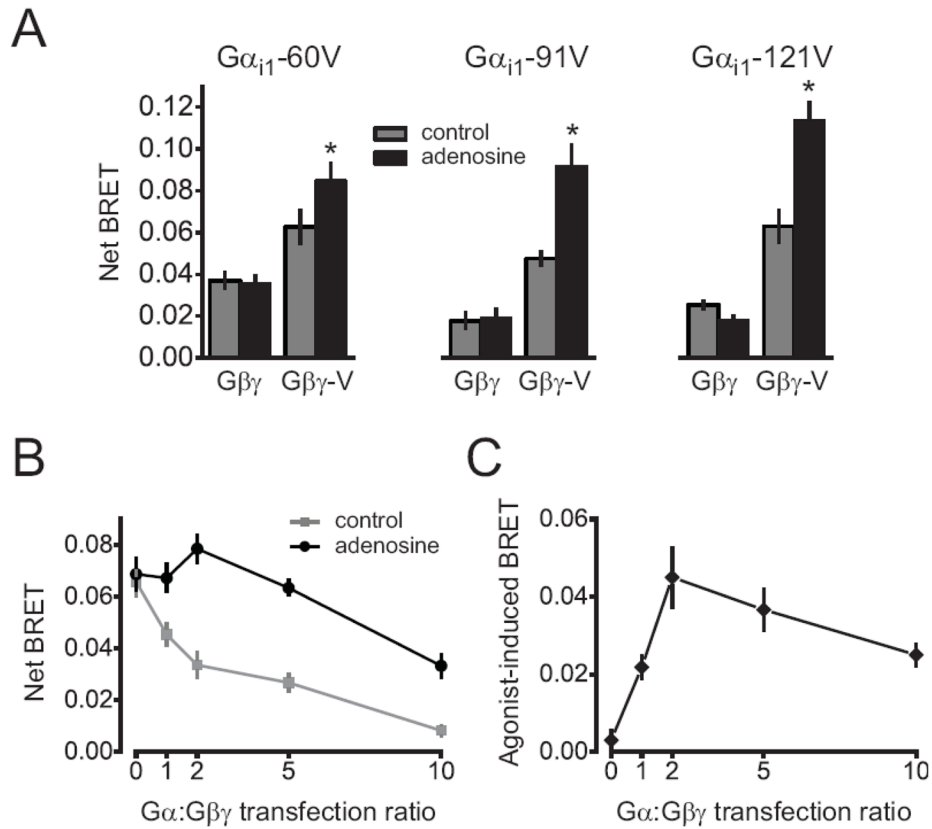 A
Gαi1-60V
Gαi1-91V
Gαi1-121V
Net BRET
0.12
0.10
0.08
0.06
0.04
0.02
0.00
*
*
*
control
adenosine
Gβγ Gβγ-V
Gβγ Gβγ-V
Gβγ Gβγ-V
B
Net BRET
0.08
0.06
0.04
0.02
0.00
control
adenosine
0 1 2 5 10
Gα:Gβγ transfection ratio
C
Agonist-induced BRET
0.06
0.04
0.02
0.00
0 1 2 5 10
Gα:Gβγ transfection ratio